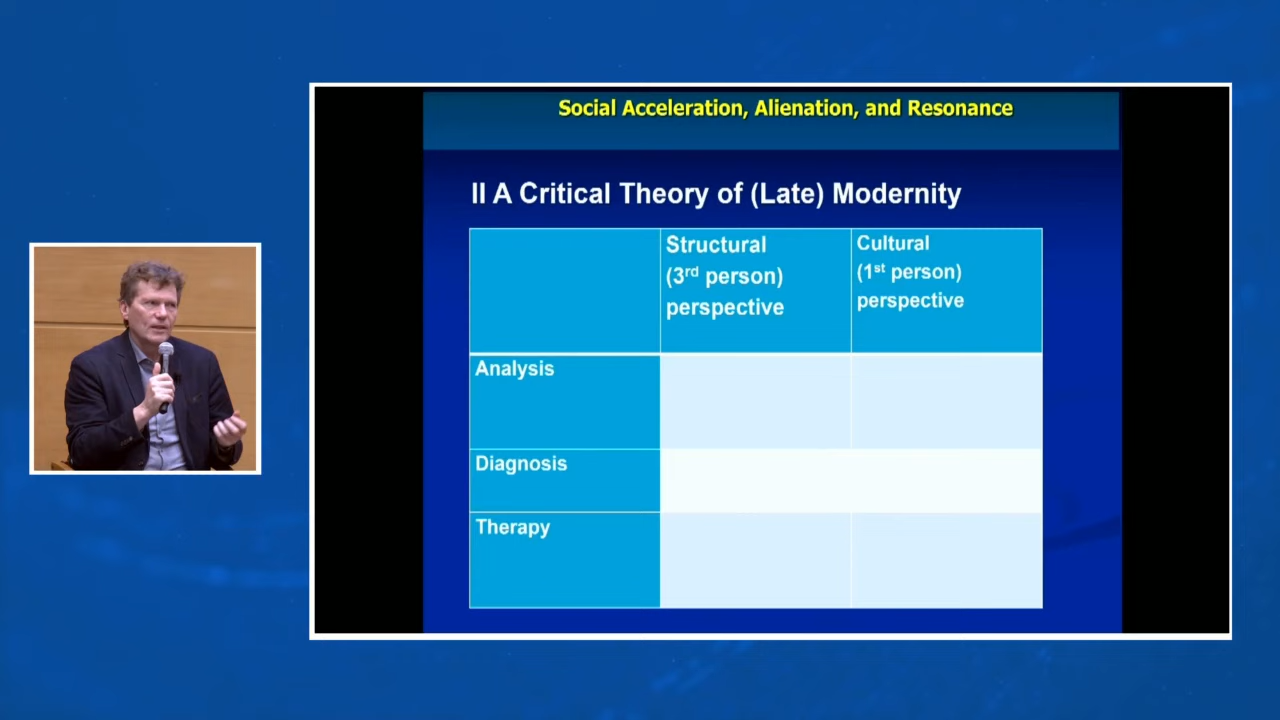 Social Acceleration, Alienation, and Resonance
II A Critical Theory of (Late) Modernity
Structural
(3rd person)
perspective
Cultural
(1st person)
perspective
Analysis
Diagnosis
Therapy